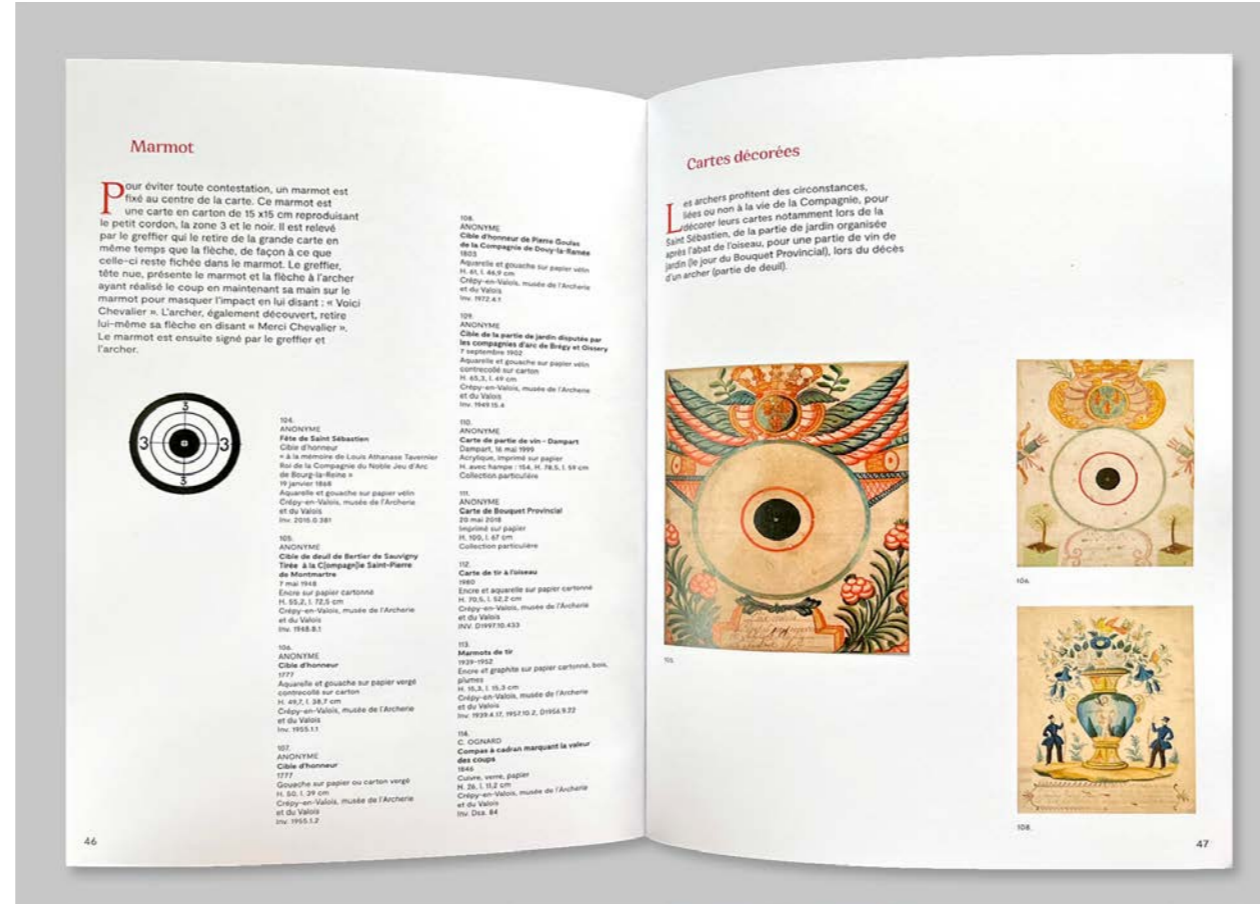 Marmot
Pour éviter toute contestation, un marmot est
fixé au centre de la carte. Ce marmot est
une carte en carton de 15 x15 cm reproduisant
le petit cordon, la zone 3 et le noir. Il est relevé
par le greffier qui le retire de la grande carte en
même temps que la flèche, de façon à ce que
celle-ci reste fichée dans le marmot. Le greffier,
tête nue, présente le marmot et la flèche à l'archer
ayant réalisé le coup en maintenant sa main sur le
marmot pour masquer l'impact en lui disant : « Voici
Chevalier ». L'archer, également découvert, retire
lui-même sa flèche en disant « Merci Chevalier ».
Le marmot est ensuite signé par le greffier et
l'archer.
3
3 3
3
104.
ANONYME
Fête de Saint Sébastien
Cible d'honneur
« à la mémoire de Louis Athanase Tavernier
Roi de la Compagnie du Noble Jeu d'Arc
de Bourg-la-Reine »
19 janvier 1868
Aquarelle et gouache sur papier vélin
Crépy-en-Valois, musée de l'Archerie
et du Valois
Inv. 2016.0.381
105.
ANONYME
Cible de deuil de Bertier de Sauvigny
Tirée à la C[ompagn]ie Saint-Pierre
de Montmartre
7 mai 1948
Encre sur papier cartonné
H. 55,2, l. 72,5 cm
Crépy-en-Valois, musée de l'Archerie
et du Valois
Inv. 1948.8.1
106.
ANONYME
Cible d'honneur
1777
Aquarelle et gouache sur papier vergé
contrecollé sur carton
H. 49,7, l. 38,7 cm
Crépy-en-Valois, musée de l'Archerie
et du Valois
Inv. 1955.1.1
107.
ANONYME
Cible d'honneur
1777
Gouache sur papier ou carton vergé
H. 50, l. 39 cm
Crépy-en-Valois, musée de l'Archerie
et du Valois
Inv. 1955.1.2
108.
ANONYME
Cible d'honneur de Pierre Goulas
de la Compagnie de Douy-la-Ramée
1803
Aquarelle et gouache sur papier vélin
H. 61, l. 46,9 cm
Crépy-en-Valois, musée de l'Archerie
et du Valois
Inv. 1972.4.1
109.
ANONYME
Cible de la partie de jardin disputée par
les compagnies d'arc de Brégy et Oissery
7 septembre 1902
Aquarelle et gouache sur papier vélin
contrecollé sur carton
H. 65,3, l. 49 cm
Crépy-en-Valois, musée de l'Archerie
et du Valois
Inv. 1949.15.4
110.
ANONYME
Carte de partie de vin - Dampart
Dampart, 16 mai 1999
Acrylique, imprimé sur papier
H. avec hampe : 154, H. 78,5, l. 59 cm
Collection particulière
111.
ANONYME
Carte de Bouquet Provincial
20 mai 2018
Imprimé sur papier
H. 100, l. 67 cm
Collection particulière
112.
Carte de tir à l'oiseau
1980
Encre et aquarelle sur papier cartonné
H. 70,5, l. 52,2 cm
Crépy-en-Valois, musée de l'Archerie
et du Valois
INV. D1997.10.433
113.
Marmots de tir
1939-1952
Encre et graphite sur papier cartonné, bois,
plumes
H. 15,3, l. 15,3 cm
Crépy-en-Valois, musée de l'Archerie
et du Valois
Inv. 1939.4.17, 1957.10.2, D1956.9.22
114.
C. OGNARD
Compas à cadran marquant la valeur
des coups
1846
Cuivre, verre, papier
H. 26, l. 11,2 cm
Crépy-en-Valois, musée de l'Archerie
et du Valois
Inv. Dsa. 84
46
Cartes décorées
Les archers profitent des circonstances,
liées ou non à la vie de la Compagnie, pour
décorer leurs cartes notamment lors de la
Saint Sébastien, de la partie de jardin organisée
après l'abat de l'oiseau, pour une partie de vin de
jardin (le jour du Bouquet Provincial), lors du décès
d'un archer (partie de deuil).
106.
108.
47